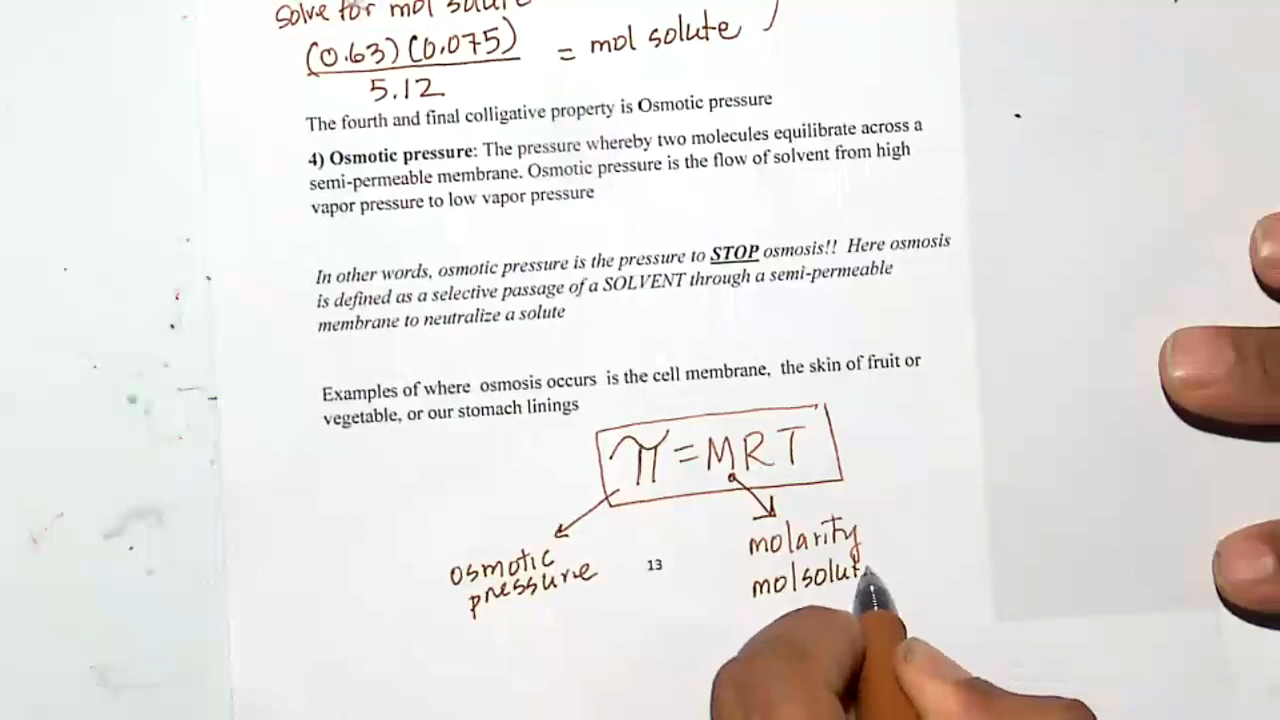 solve for mol solute
(0.63)(0.075) = mol solute
5.12
The fourth and final colligative property is Osmotic pressure
4) Osmotic pressure: The pressure whereby two molecules equilibrate across a
semi-permeable membrane. Osmotic pressure is the flow of solvent from high
vapor pressure to low vapor pressure
In other words, osmotic pressure is the pressure to STOP osmosis!! Here osmosis
is defined as a selective passage of a SOLVENT through a semi-permeable
membrane to neutralize a solute
Examples of where osmosis occurs is the cell membrane, the skin of fruit or
vegetable, or our stomach linings
π = MRT
osmotic
pressure
13
molarity
mol solut